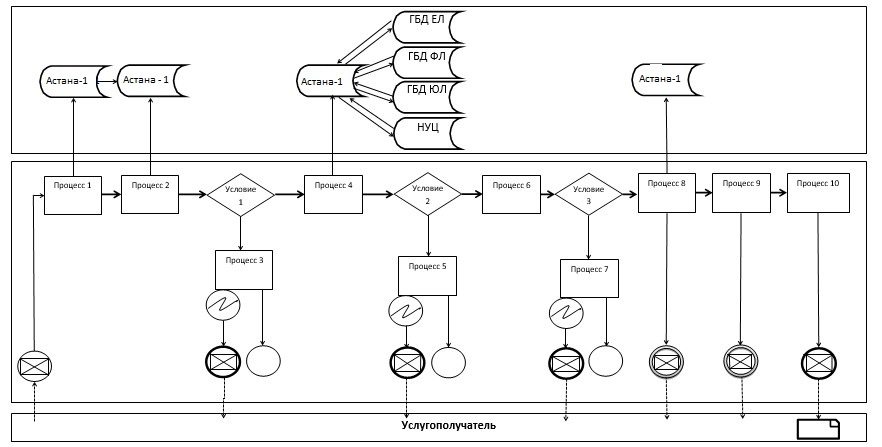 ГБД ЕЛ
ГБД ФЛ
Астана-1
Астана - 1
Астана-1
Астана-1
ГБД ЮЛ
НУЦ
Процесс 1
Процесс 2
Условие
1
Процесс 4
Условие
2
Процесс 6
Условие
3
Процесс 8
Процесс 9
Процесс 10
Процесс 3
Процесс 5
Процесс 7
Услугополучатель